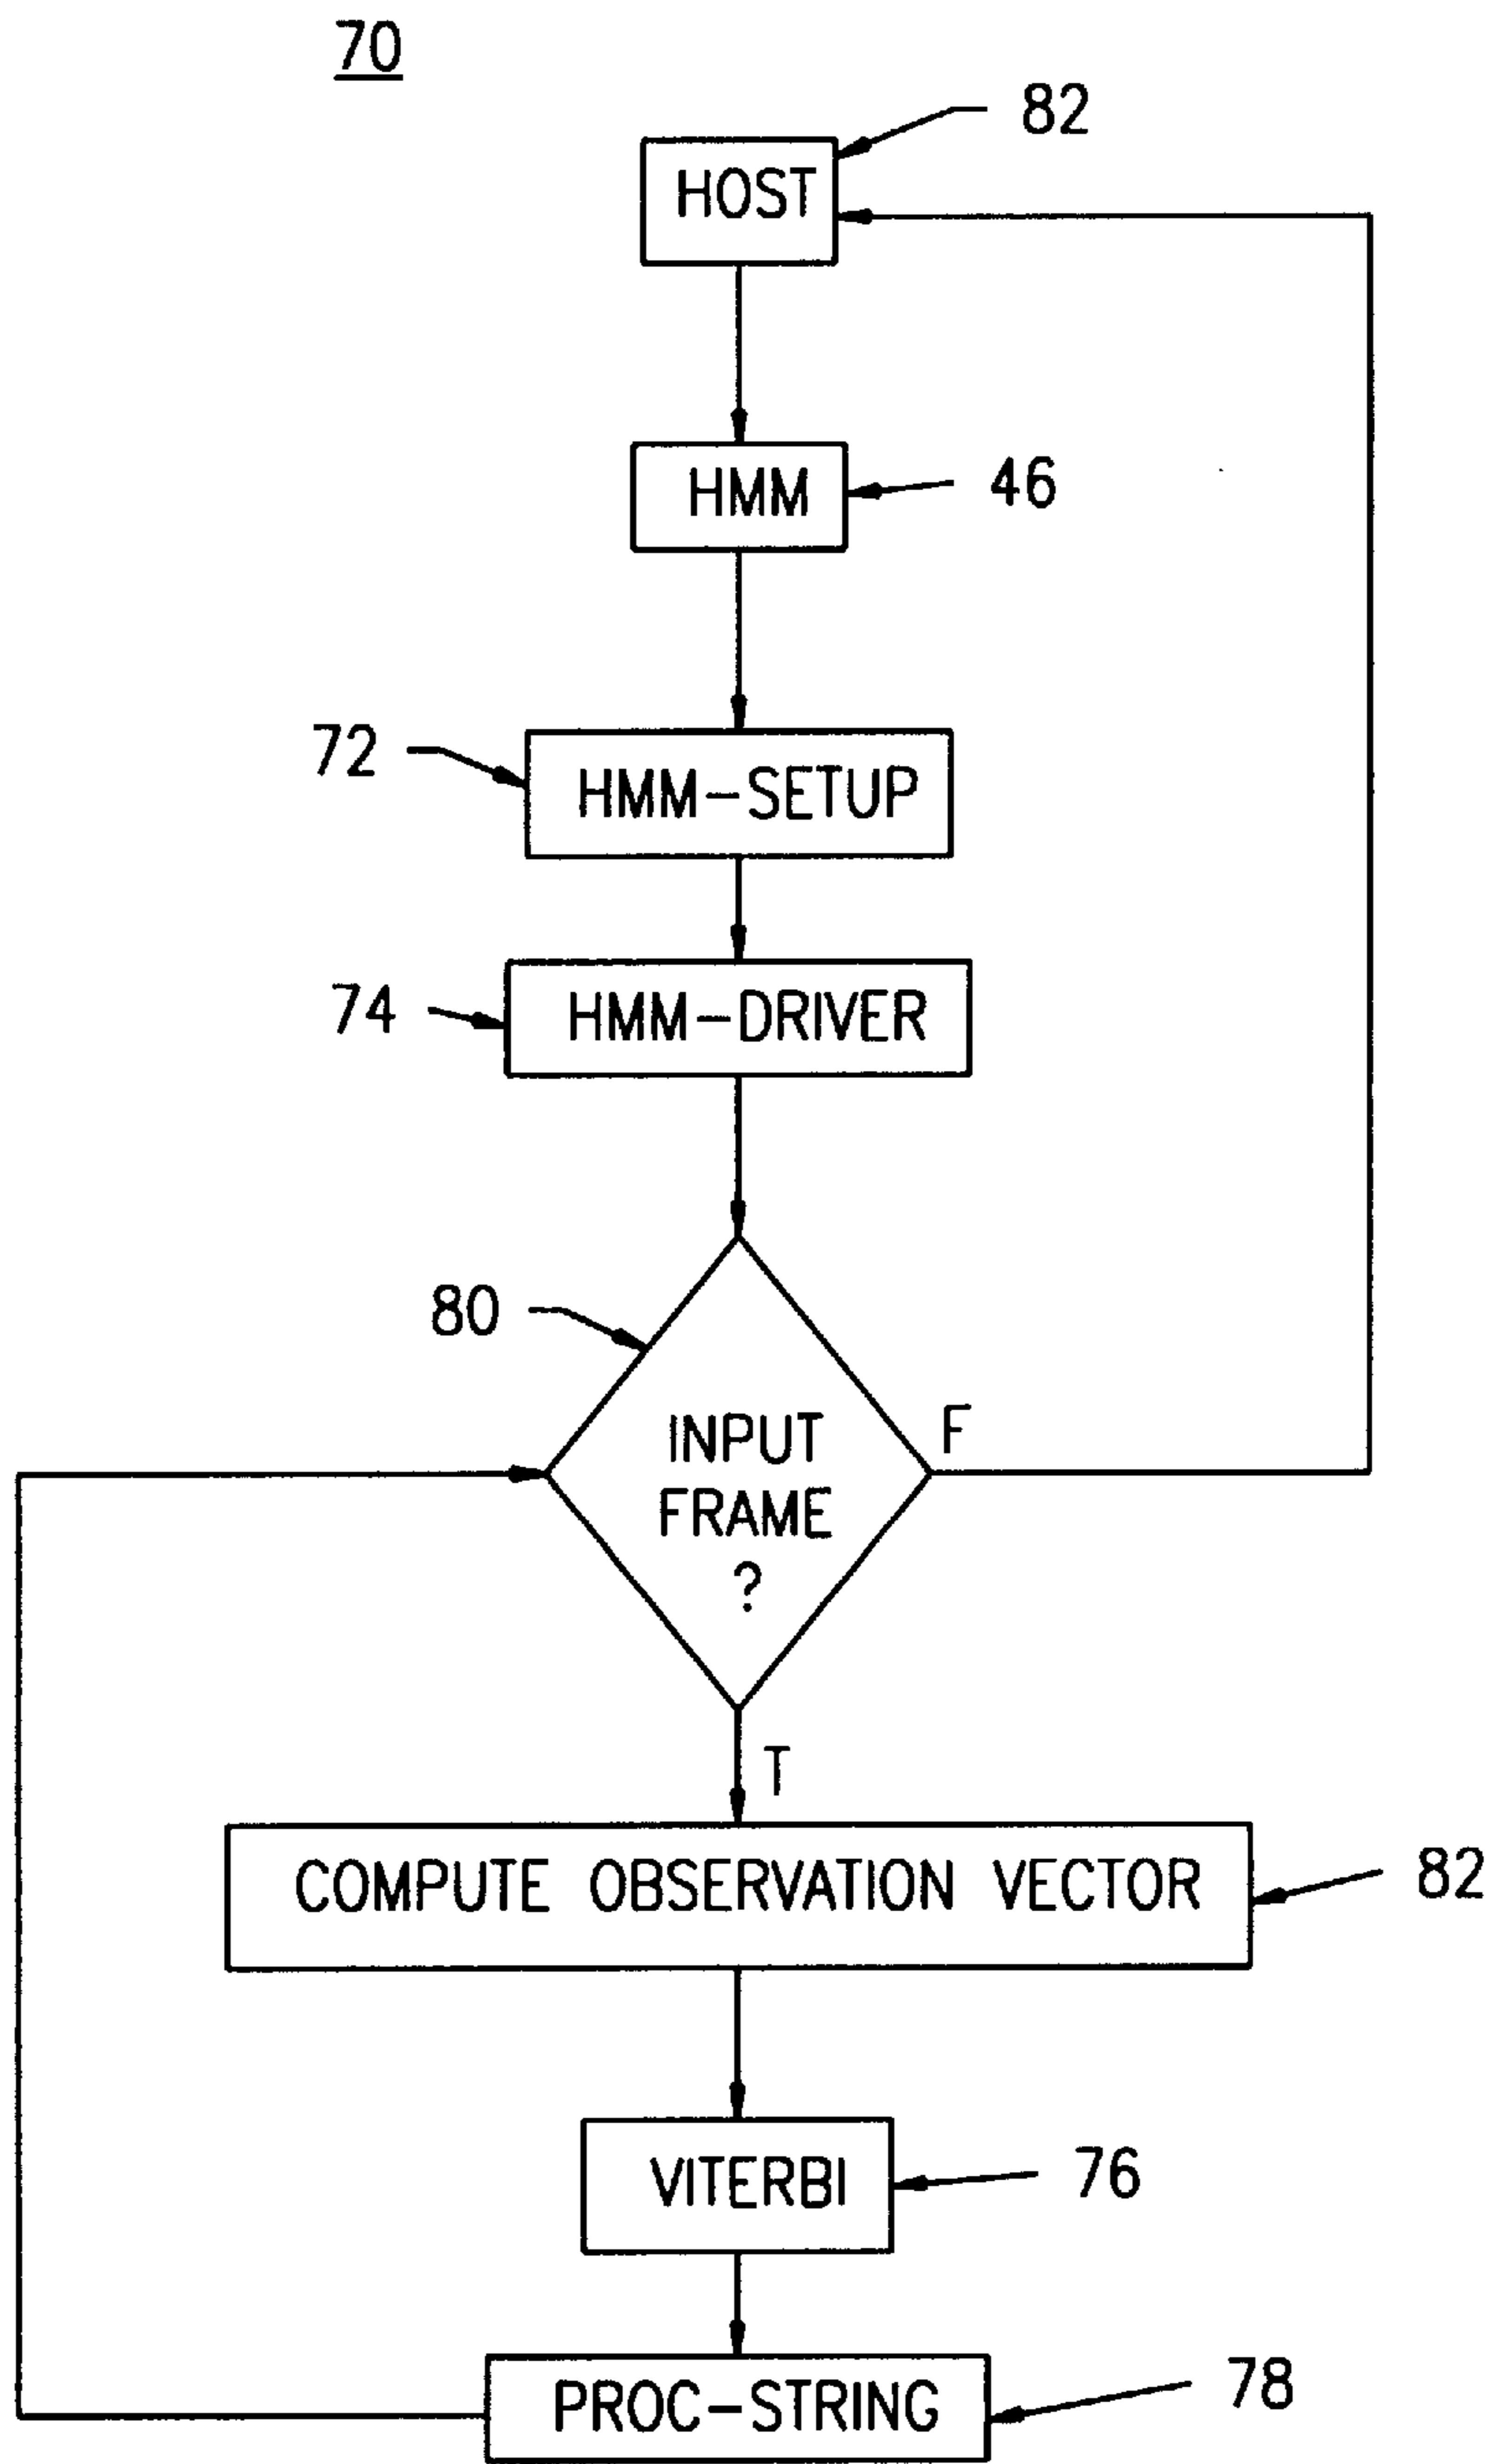 70
82
HOST
HMM
46
72
HMM-SETUP
74
HMM-DRIVER
80
INPUT
FRAME
?
F
T
COMPUTE OBSERVATION VECTOR
82
VITERBI
76
PROC-STRING
78